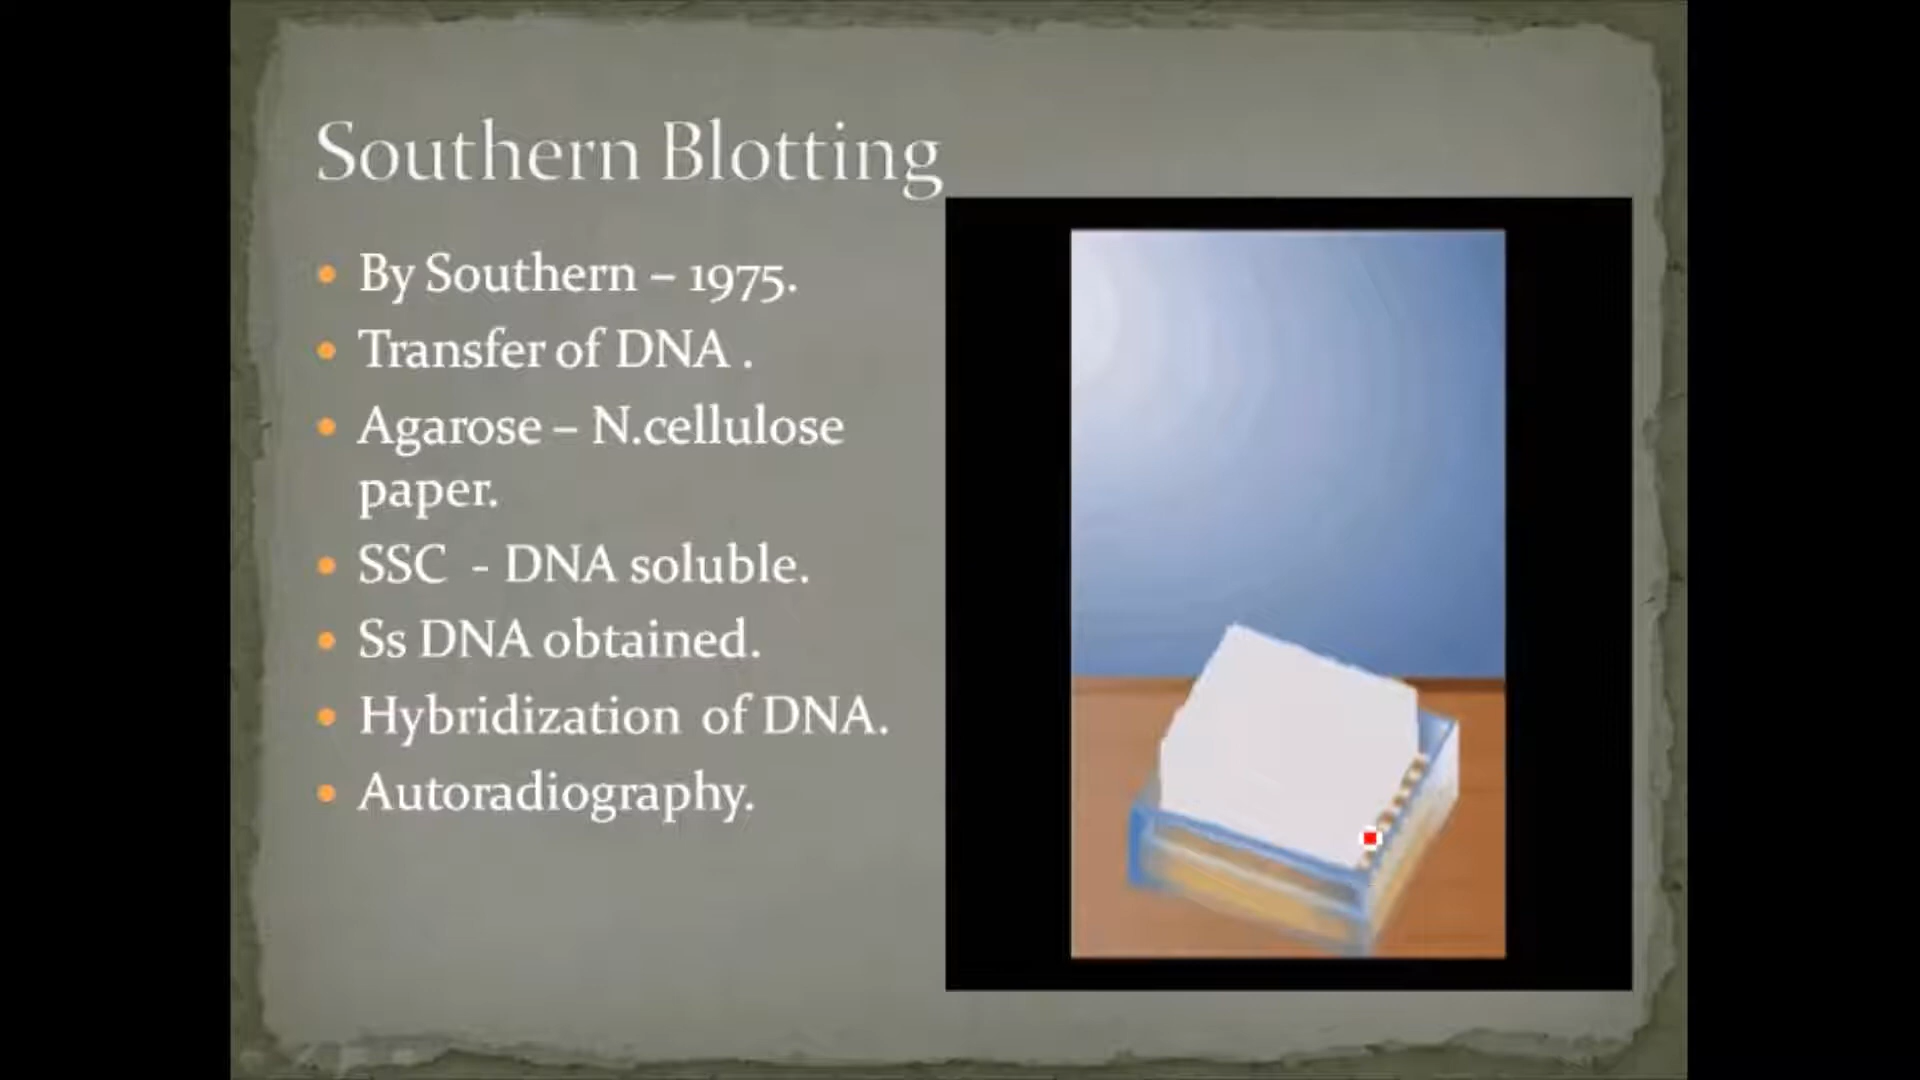 Southern Blotting
By Southern – 1975.
Transfer of DNA .
Agarose – N.cellulose
paper.
SSC - DNA soluble.
Ss DNA obtained.
Hybridization of DNA.
Autoradiography.